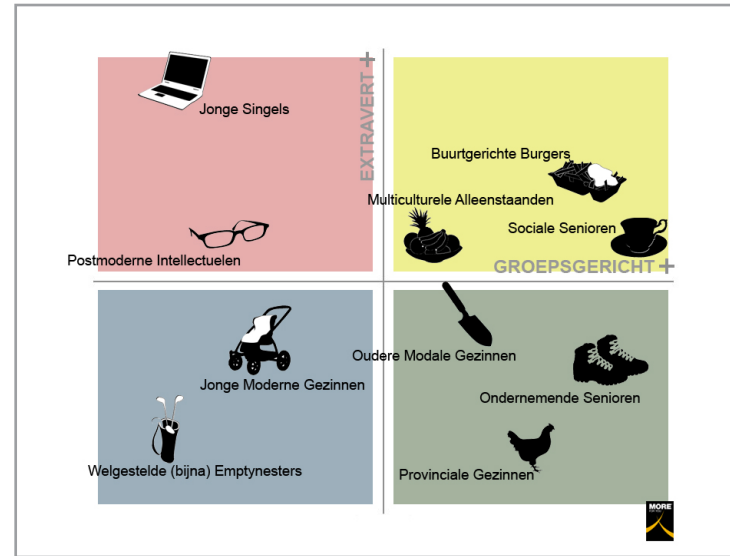 EXTRAVERT +
Jonge Singels
Buurtgerichte Burgers
Multiculturele Alleenstaanden
Sociale Senioren
Postmoderne Intellectuelen
GROEPSGERICHT +
Oudere Modale Gezinnen
Jonge Moderne Gezinnen
Ondernemende Senioren
Welgestelde (bijna) Emptynesters
Provinciale Gezinnen
MORE